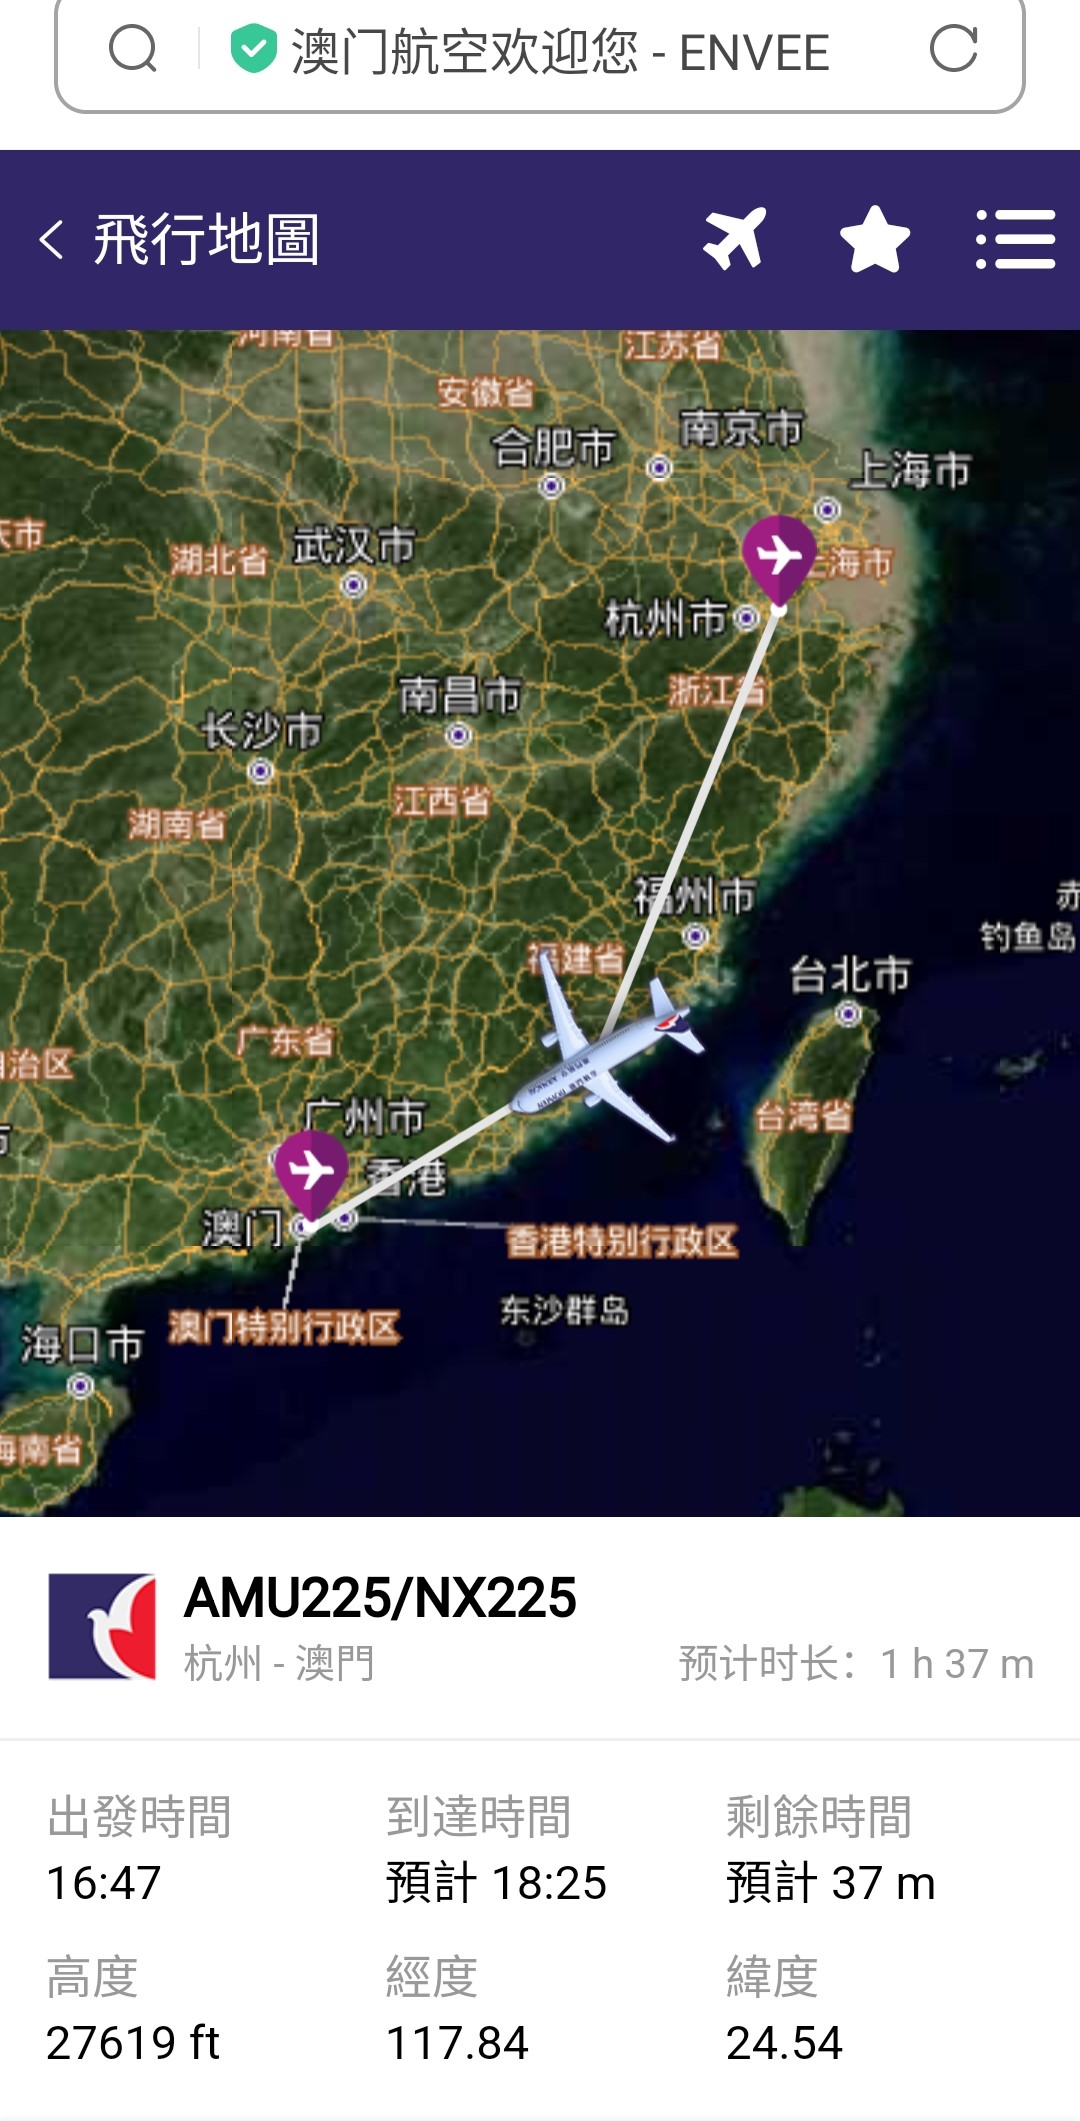 澳门航空欢迎您 - ENVEE
飛行地圖
河南省
江苏省
安徽省
南京市
合肥市
上海市
庆市
湖北省
武汉市
上海市
杭州市
浙江省
南昌市
长沙市
江西省
湖南省
福州市
赤
钓鱼岛
福建省
台北市
广东省
自治区
广州市
台湾省
市
香港
澳门
香港特别行政区
东沙群岛
澳门特别行政区
海口市
海南省
AMU225/NX225
杭州 - 澳門
预计时长：1 h 37 m
出發時間
到達時間
剩餘時間
16:47
預計 18:25
預計 37 m
高度
經度
緯度
27619 ft
117.84
24.54